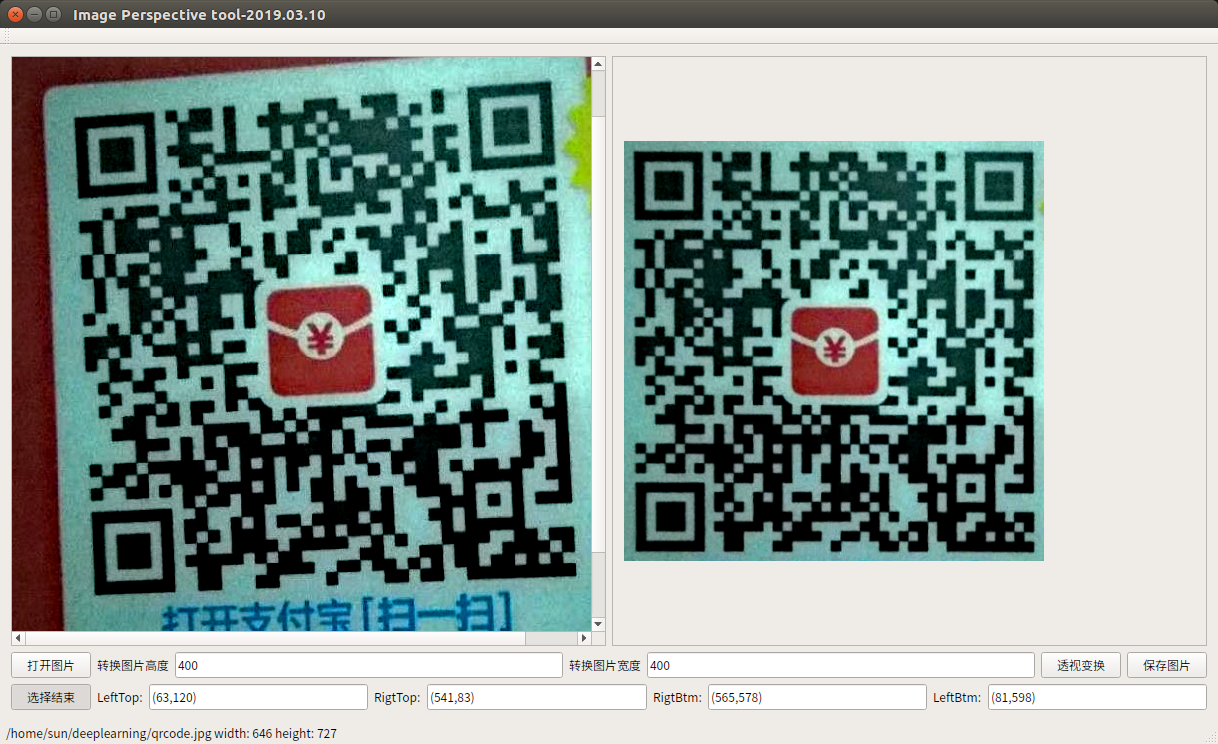 Image Perspective tool-2019.03.10
¥
¥
打开支付宝[扫一扫]
打开图片 转换图片高度 400 转换图片宽度 400 透视变换 保存图片
选择结束 LeftTop: (63,120) RigtTop: (541,83) RigtBtm: (565,578) LeftBtm: (81,598)
/home/sun/deeplearning/qrcode.jpg width: 646 height: 727